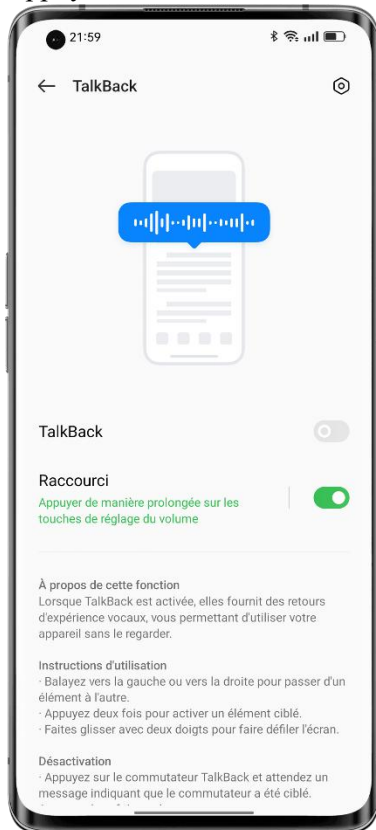 21:59
TalkBack
TalkBack
Raccourci
Appuyer de manière prolongée sur les
touches de réglage du volume
À propos de cette fonction
Lorsque TalkBack est activée, elles fournit des retours
d'expérience vocaux, vous permettant d'utiliser votre
appareil sans le regarder.
Instructions d'utilisation
· Balayez vers la gauche ou vers la droite pour passer d'un
élément à l'autre.
· Appuyez deux fois pour activer un élément ciblé.
· Faites glisser avec deux doigts pour faire défiler l'écran.
Désactivation
· Appuyez sur le commutateur TalkBack et attendez un
message indiquant que le commutateur a été ciblé.